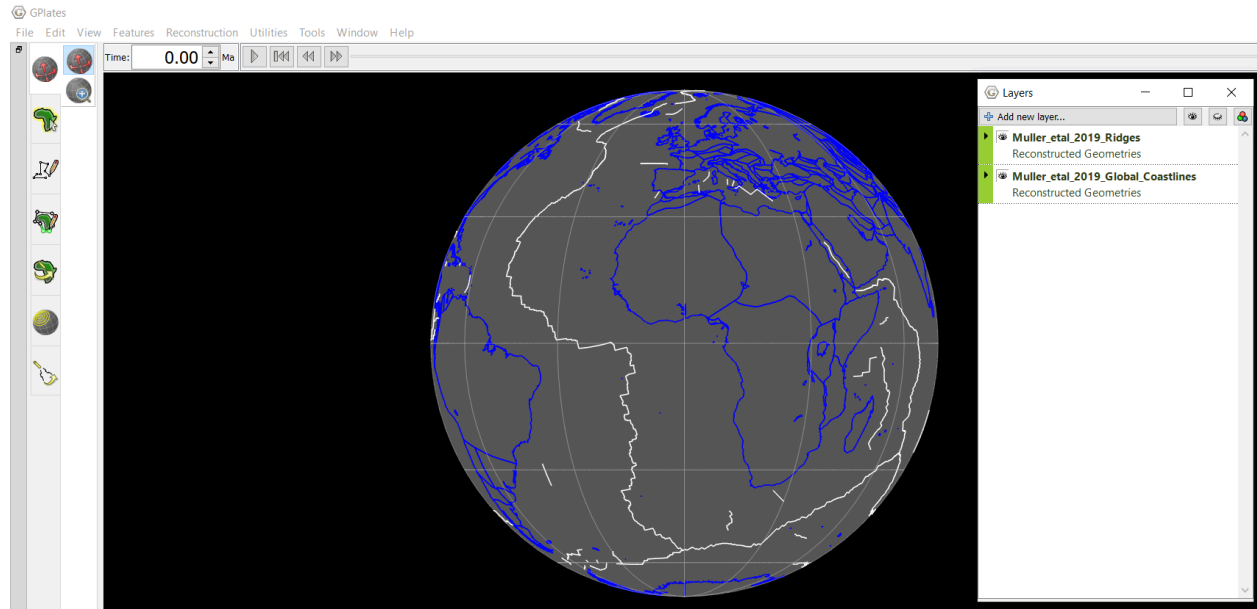 GPlates
File Edit View Features Reconstruction Utilities Tools Window Help
Time: 0.00 Ma
Layers
Add new layer...
Muller_etal_2019_Ridges
Reconstructed Geometries
Muller_etal_2019_Global_Coastlines
Reconstructed Geometries